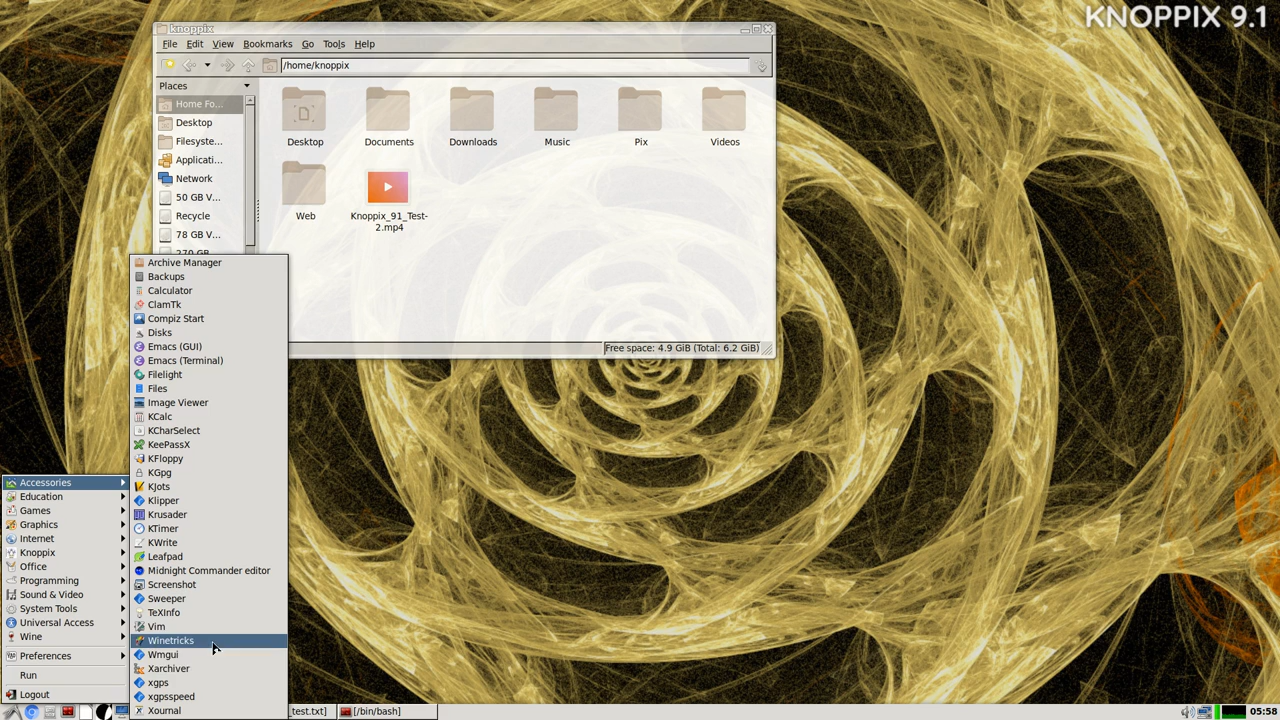 KNOPPIX 9.1
knoppix
File Edit View Bookmarks Go Tools Help
/home/knoppix
Places
Home Fo...
Desktop
Filesyste...
Applicati...
Network
50 GB V...
Recycle
78 GB V...
270 GB
Desktop
Documents
Downloads
Music
Pix
Videos
Web
Knoppix_91_Test-
2.mp4
Free space: 4.9 GiB (Total: 6.2 GiB)
Archive Manager
Backups
Calculator
ClamTk
Compiz Start
Disks
Emacs (GUI)
Emacs (Terminal)
Filelight
Files
Image Viewer
KCalc
KCharSelect
KeePassX
KFloppy
KGpg
KJots
Klipper
Krusader
KTimer
KWrite
Leafpad
Midnight Commander editor
Screenshot
Sweeper
TeXInfo
Vim
Winetricks
Wmgui
Xarchiver
xgps
xgpsspeed
Xournal
Accessories
Education
Games
Graphics
Internet
Knoppix
Office
Programming
Sound & Video
System Tools
Universal Access
Wine
Preferences
Run
Logout
_test.txt]
[/bin/bash]
05:58